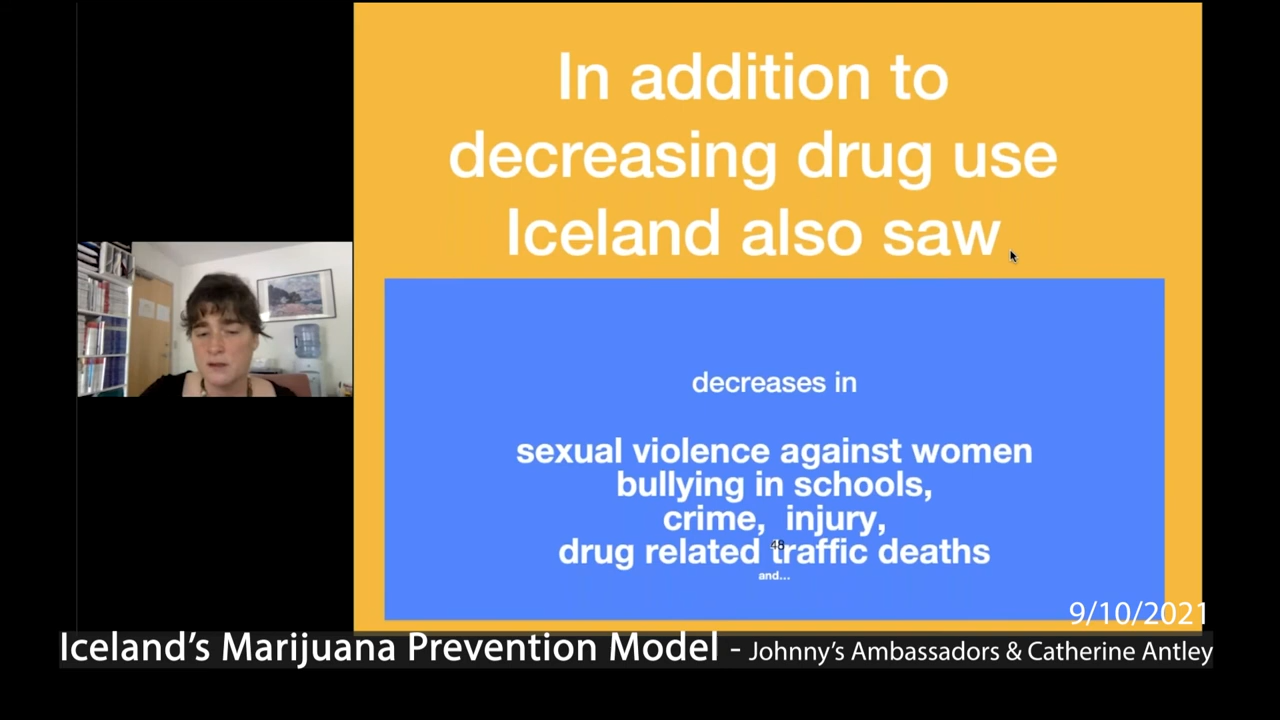 In addition to
decreasing drug use
Iceland also saw
decreases in
sexual violence against women
bullying in schools,
crime, injury,
drug related traffic deaths
48
and...
9/10/2021
Iceland’s Marijuana Prevention Model - Johnny’s Ambassadors & Catherine Antley